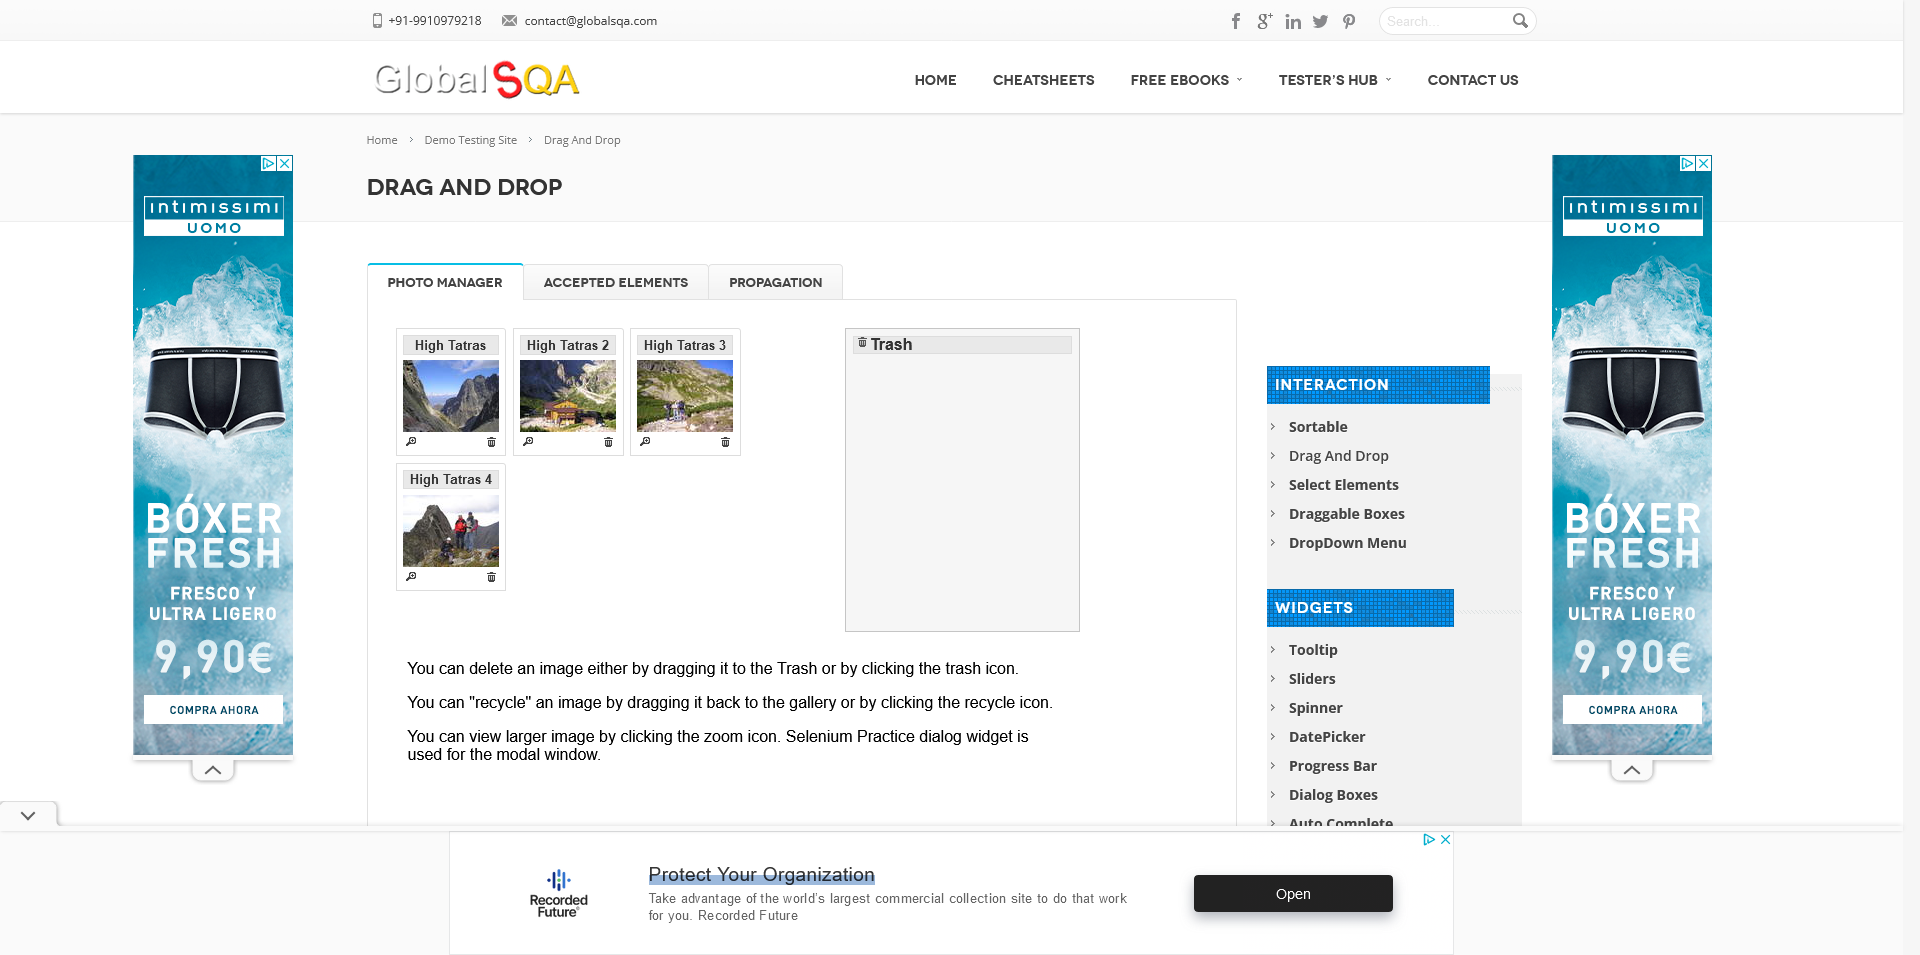 +91-9910979218
contact@globalsqa.com
Search...
GlobalSQA
HOME
CHEATSHEETS
FREE EBOOKS
TESTER'S HUB
CONTACT US
Home
Demo Testing Site
Drag And Drop
DRAG AND DROP
intimissimi
UOMO
BÓXER
FRESH
FRESCO Y
ULTRA LIGERO
9,90€
COMPRA AHORA
PHOTO MANAGER
ACCEPTED ELEMENTS
PROPAGATION
High Tatras
High Tatras 2
High Tatras 3
High Tatras 4
Trash
You can delete an image either by dragging it to the Trash or by clicking the trash icon.
You can "recycle" an image by dragging it back to the gallery or by clicking the recycle icon.
You can view larger image by clicking the zoom icon. Selenium Practice dialog widget is
used for the modal window.
INTERACTION
Sortable
Drag And Drop
Select Elements
Draggable Boxes
DropDown Menu
WIDGETS
Tooltip
Sliders
Spinner
DatePicker
Progress Bar
Dialog Boxes
Auto Complete
intimissimi
UOMO
BÓXER
FRESH
FRESCO Y
ULTRA LIGERO
9,90€
COMPRA AHORA
Recorded
Future
Protect Your Organization
Take advantage of the world's largest commercial collection site to do that work
for you. Recorded Future
Open